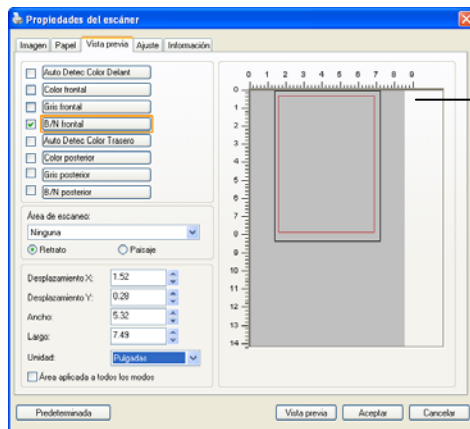 Propiedades del escáner
Imagen Papel Vista previa Ajuste Información
Auto Detec Color Delant
Color frontal
Gris frontal
B/N frontal
Auto Detec Color Trasero
Color posterior
Gris posterior
B/N posterior
Área de escaneo:
Ninguna
Retrato Paisaje
Desplazamiento X: 1.52
Desplazamiento Y: 0.28
Ancho: 5.32
Largo: 7.49
Unidad: Pulgadas
Área aplicada a todos los modos
0 1 2 3 4 5 6 7 8 9
0
1
2
3
4
5
6
7
8
9
10
11
12
13
14
Predeterminada Vista previa Aceptar Cancelar